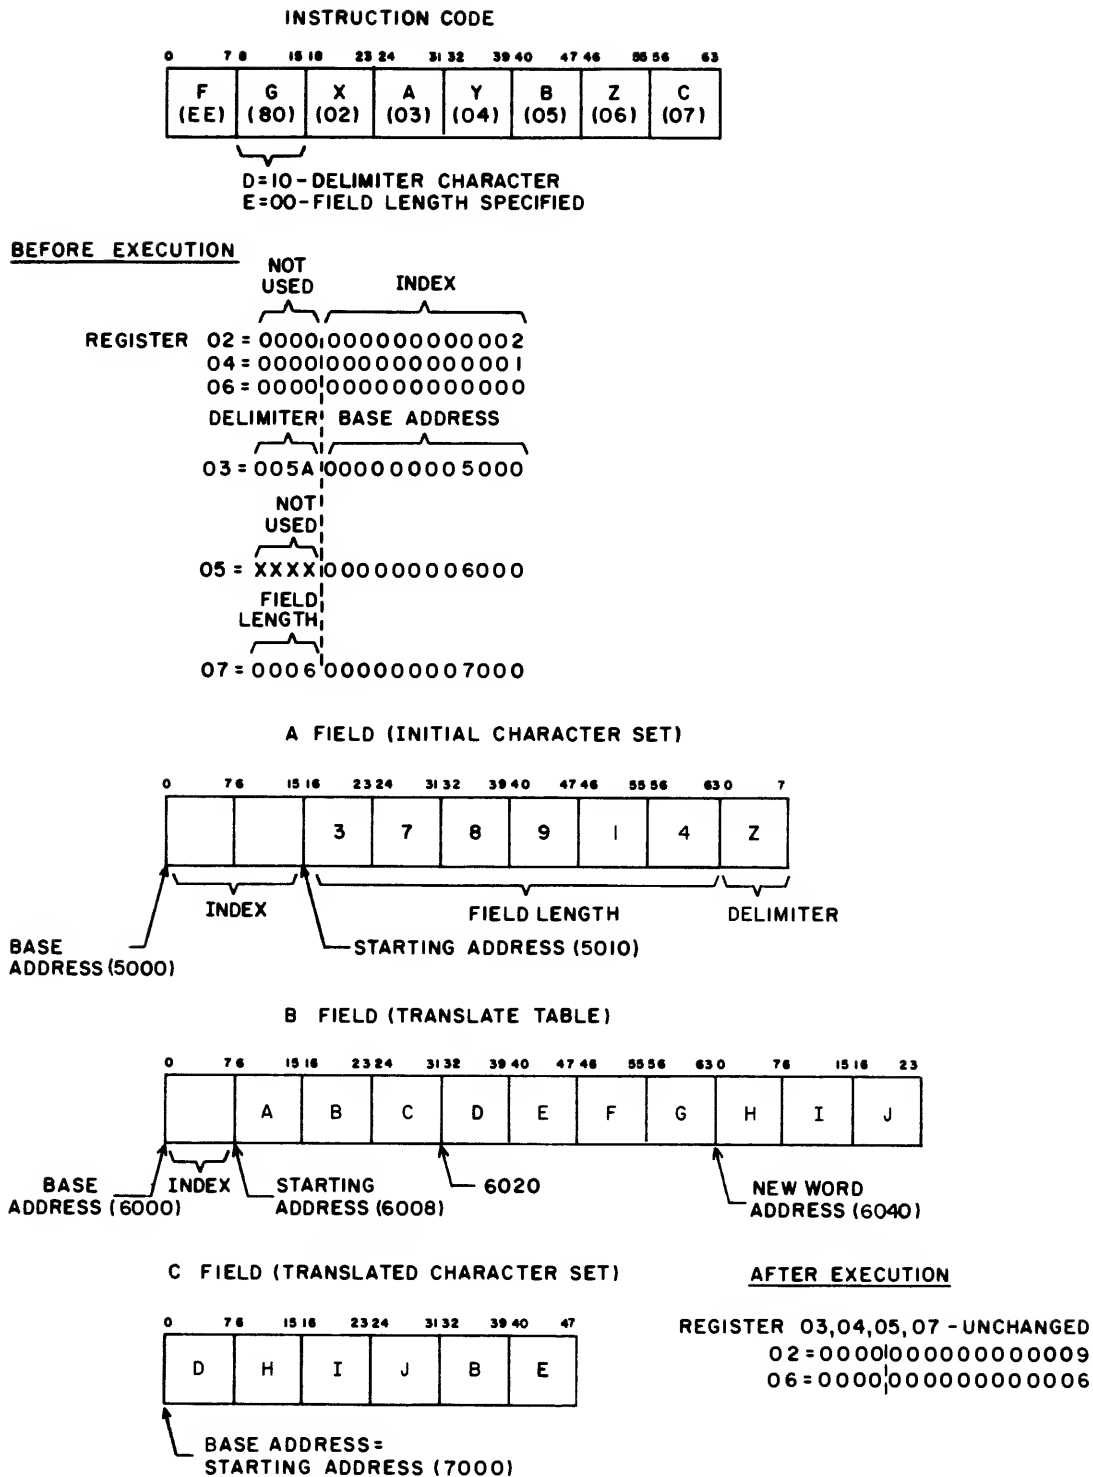 INSTRUCTION CODE
0 7 8 15 16 23 24 31 32 39 40 47 46 55 56 63
F G X A Y B Z C
(EE) (80) (02) (03) (04) (05) (06) (07)
D=10-DELIMITER CHARACTER
E=00-FIELD LENGTH SPECIFIED
BEFORE EXECUTION
NOT
USED INDEX
REGISTER 02=0000 000000000002
04=0000 000000000001
06=0000 000000000000
DELIMITER BASE ADDRESS
03=005A 000000005000
NOT
USED
05=XXXX 000000006000
FIELD
LENGTH
07=0006 000000007000
A FIELD (INITIAL CHARACTER SET)
0 7 6 15 16 23 24 31 32 39 40 47 46 55 56 63 0 7
3 7 8 9 1 4 Z
INDEX FIELD LENGTH DELIMITER
BASE
ADDRESS (5000) STARTING ADDRESS (5010)
B FIELD (TRANSLATE TABLE)
0 7 6 15 16 23 24 31 32 39 40 47 46 55 56 63 0 7 6 15 16 23
A B C D E F G H I J
BASE
ADDRESS (6000) INDEX STARTING
ADDRESS (6008) 6020 NEW WORD
ADDRESS (6040)
C FIELD (TRANSLATED CHARACTER SET)
0 7 6 15 16 23 24 31 32 39 40 47
D H I J B E
BASE ADDRESS=
STARTING ADDRESS (7000)
AFTER EXECUTION
REGISTER 03,04,05,07 - UNCHANGED
02=0000 000000000009
06=0000 000000000006